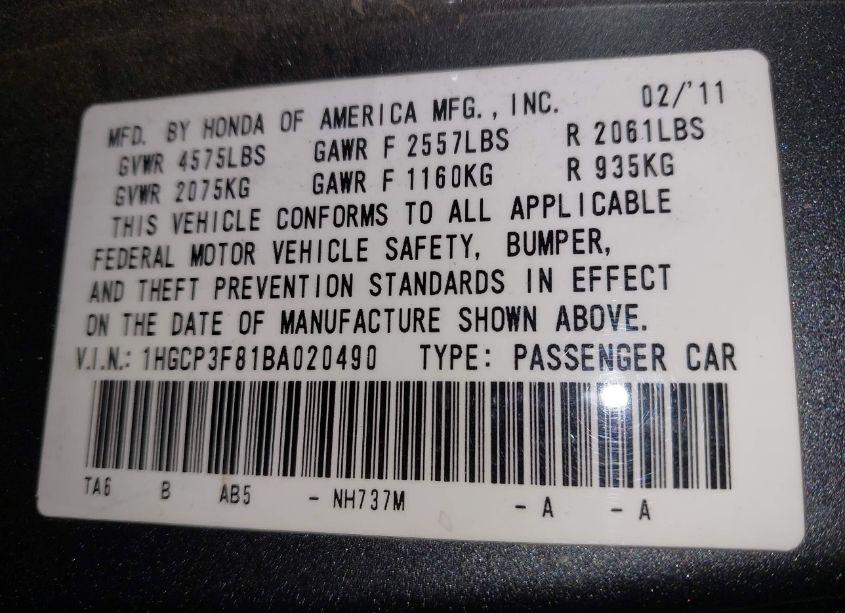 MFD. BY HONDA OF AMERICA MFG., INC. 02/'11
GVWR 4575LBS GAWR F 2557LBS R 2061LBS
GVWR 2075KG GAWR F 1160KG R 935KG
THIS VEHICLE CONFORMS TO ALL APPLICABLE
FEDERAL MOTOR VEHICLE SAFETY, BUMPER,
AND THEFT PREVENTION STANDARDS IN EFFECT
ON THE DATE OF MANUFACTURE SHOWN ABOVE.
V.I.N.: 1HGCP3F81BA020490 TYPE: PASSENGER CAR
TA6 B AB5 - NH737M - A - A